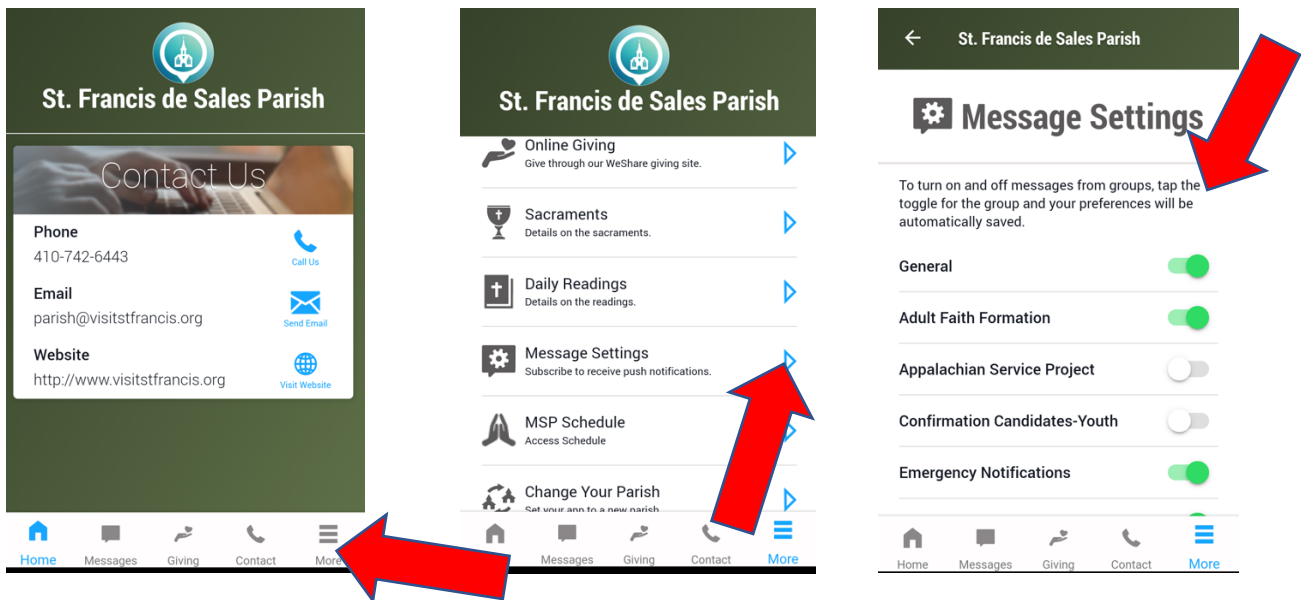 St. Francis de Sales Parish
Contact Us
Phone
410-742-6443
Call Us
Email
parish@visitstfrancis.org
Send Email
Website
http://www.visitstfrancis.org
Visit Website
Home
Messages
Giving
Contact
More
St. Francis de Sales Parish
Online Giving
Give through our WeShare giving site.
Sacraments
Details on the sacraments.
Daily Readings
Details on the readings.
Message Settings
Subscribe to receive push notifications.
MSP Schedule
Access Schedule
Change Your Parish
Set your app to a new parish
Messages
Giving
Contact
More
St. Francis de Sales Parish
Message Settings
To turn on and off messages from groups, tap the
toggle for the group and your preferences will be
automatically saved.
General
Adult Faith Formation
Appalachian Service Project
Confirmation Candidates-Youth
Emergency Notifications
Home
Messages
Giving
Contact
More